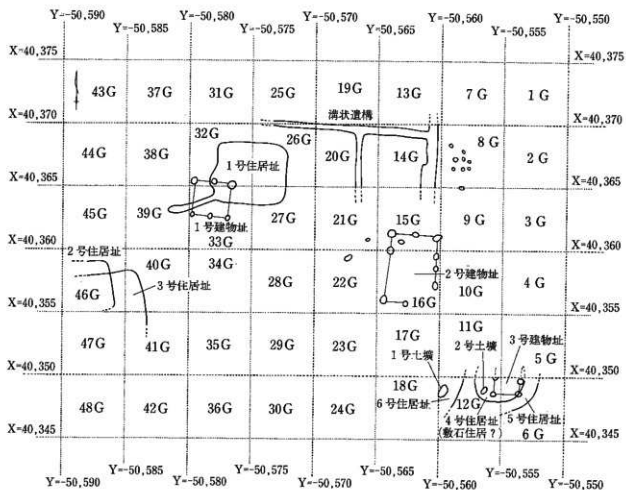 Y=-50,590 Y=-50,580 Y=-50,570 Y=-50,560 Y=-50,550
Y=-50,585 Y=-50,575 Y=-50,565 Y=-50,555
X=40,375 X=40,375
43G 37G 31G 25G 19G 13G 7G 1G
溝状遺構
X=40,370 X=40,370
32G 26G 8G
44G 38G 1号住居址 20G 14G 2G
X=40,365 X=40,365
45G 39G 27G 21G 15G 9G 3G
1号建物址
X=40,360 33G X=40,360
2号住居址
40G 34G 2号建物址
3号住居址 28G 22G 4G
46G 16G 10G
X=40,355 X=40,355
11G
17G 2号土壙 3号建物址
47G 41G 35G 29G 23G 1号土壙 5G
X=40,350 X=40,350
18G
48G 42G 36G 30G 24G 6号住居址 12G
4号住居址 5号住居址
(敷石住居?) 6G
X=40,345 X=40,345
Y=-50,585 Y=-50,575 Y=-50,565 Y=-50,555
Y=-50,590 Y=-50,580 Y=-50,570 Y=-50,560 Y=-50,550